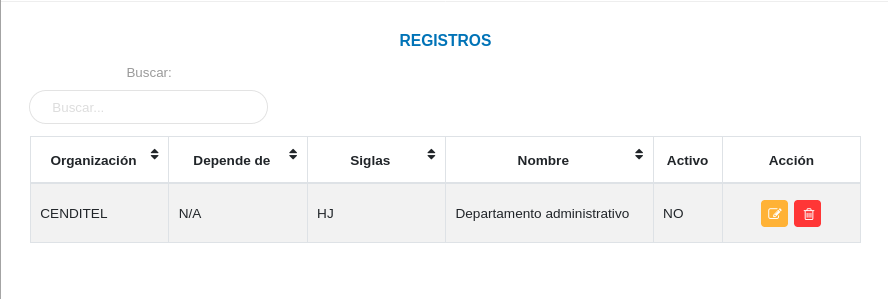 REGISTROS
Buscar:
Buscar...
Organización Depende de Siglas Nombre Activo Acción
CENDITEL N/A HJ Departamento administrativo NO